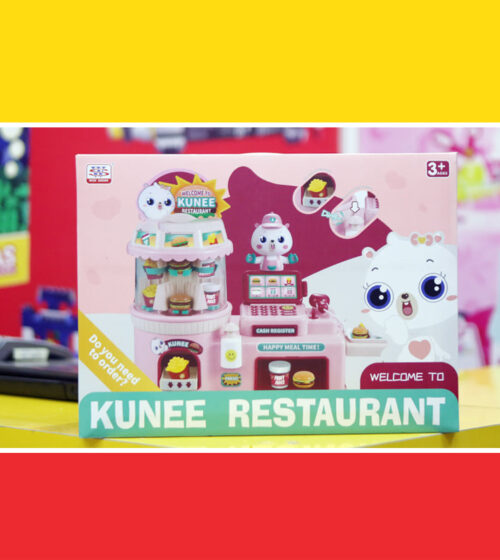 3+
AGES
WELCOME TO
KUNEE
RESTAURANT
CASH REGISTER
KUNEE
HAPPY MEAL TIME!
Do you need
to order?
WELCOME TO
KUNEE RESTAURANT